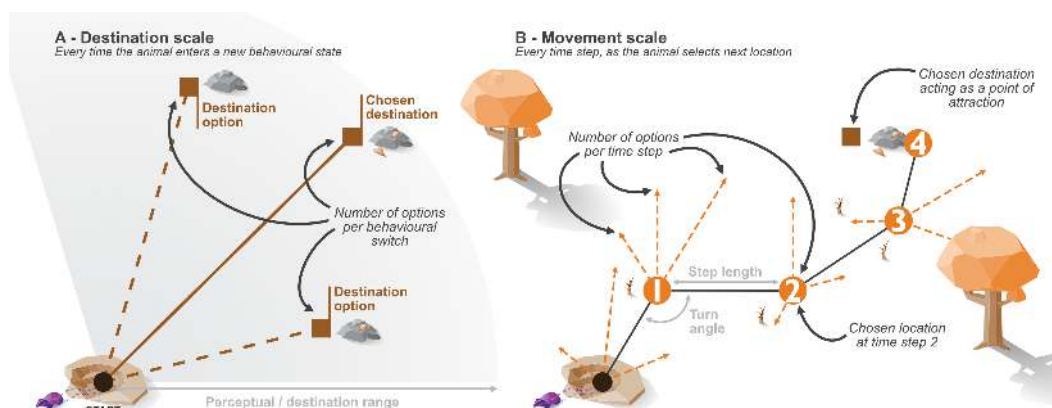 A - Destination scale
Every time the animal enters a new behavioural state
Destination
option
Chosen
destination
Number of options
per behavioural
switch
Destination
option
START
Perceptual / destination range
B - Movement scale
Every time step, as the animal selects next location
Chosen destination
acting as a point of
attraction
Number of options
per time step
4
3
1
Step length
2
Turn
angle
Chosen location
at time step 2